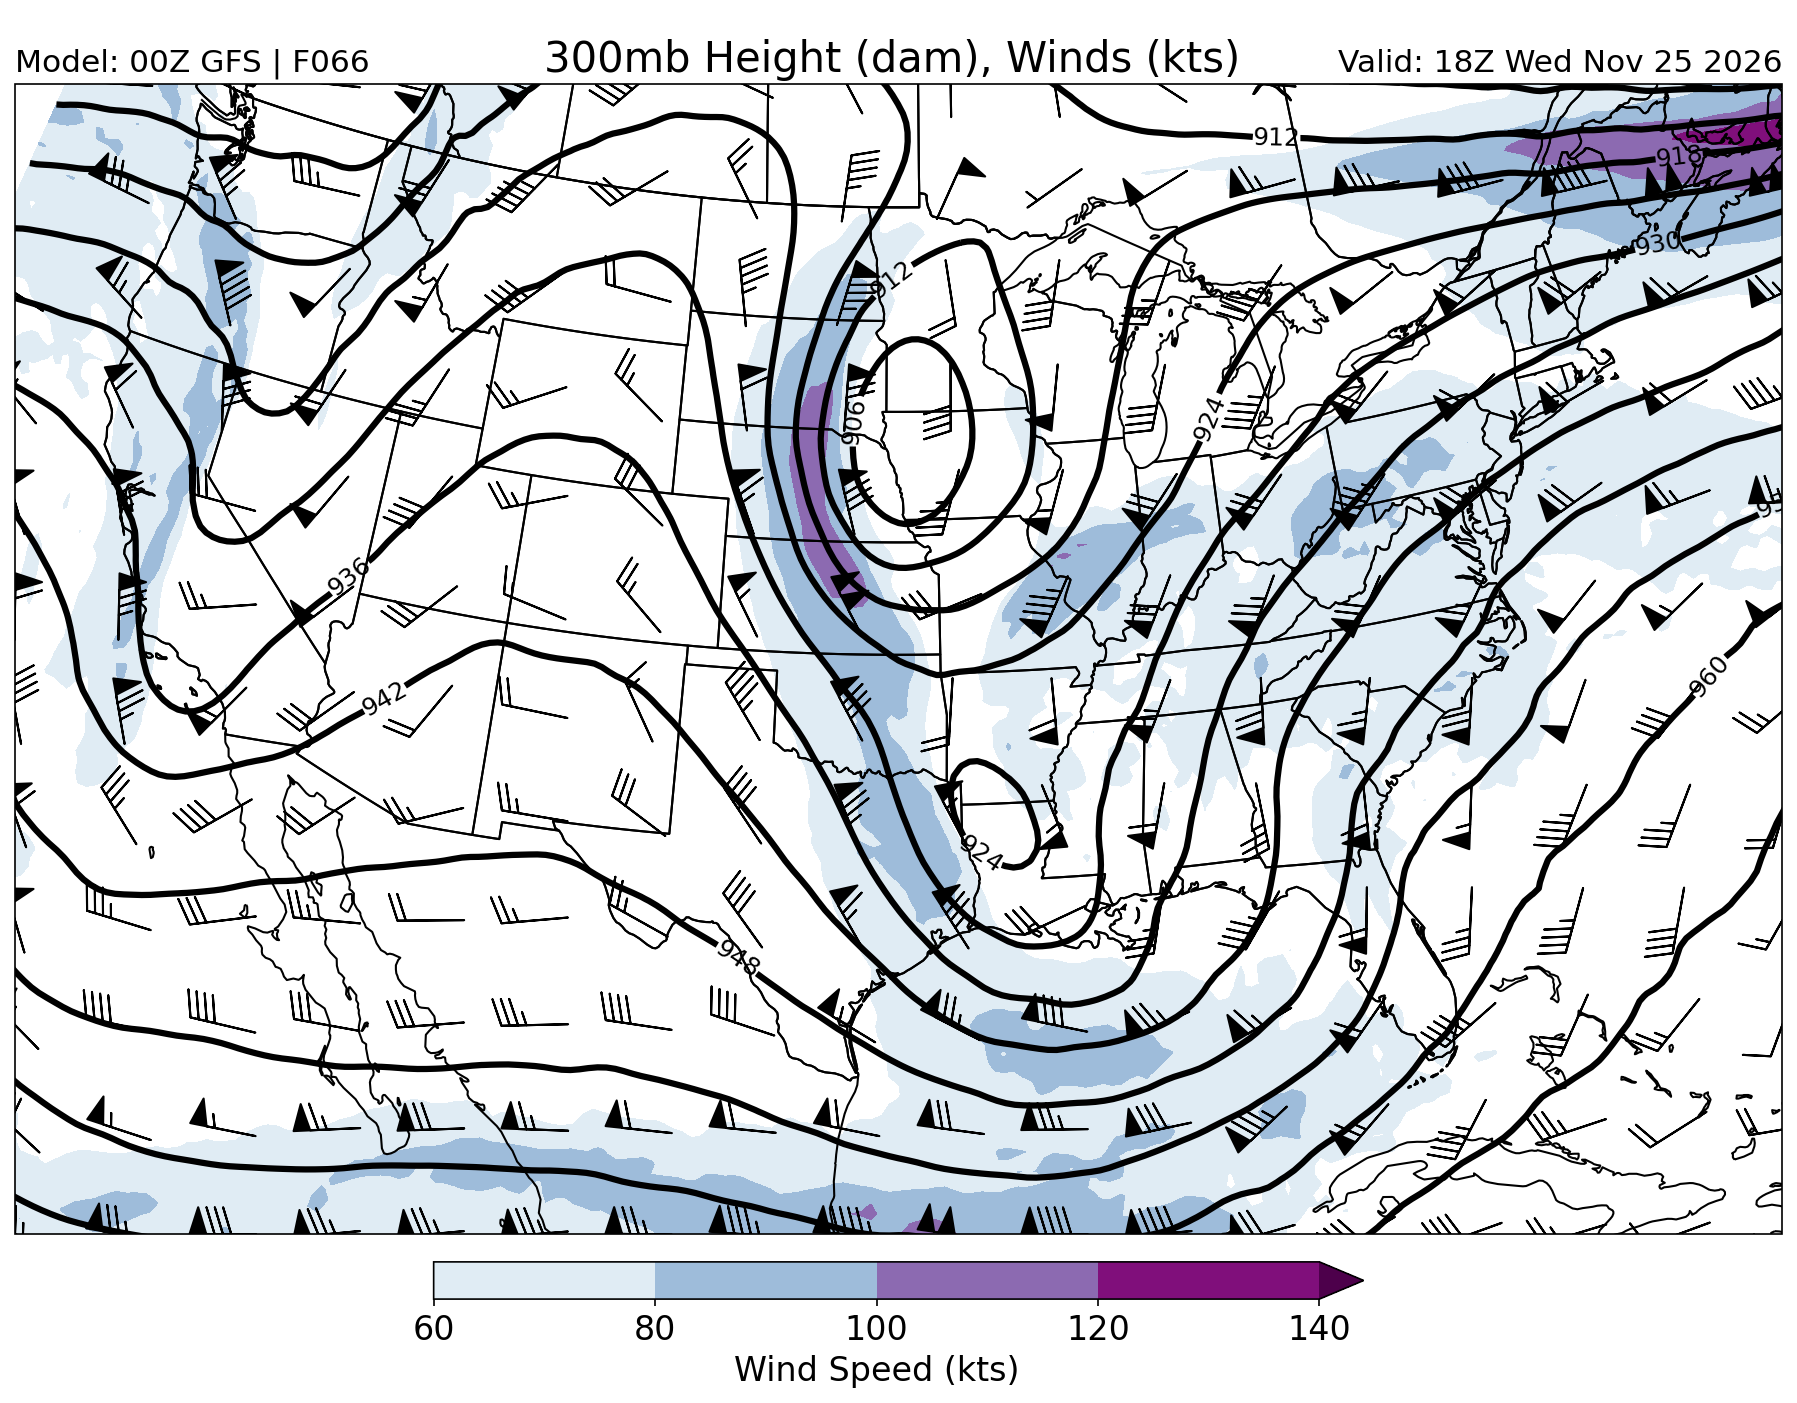 Model: 00Z GFS | F066
300mb Height (dam), Winds (kts)
Valid: 18Z Wed Nov 25 2026
912
918
930
912
906
924
936
942
960
924
948
60 80 100 120 140
Wind Speed (kts)